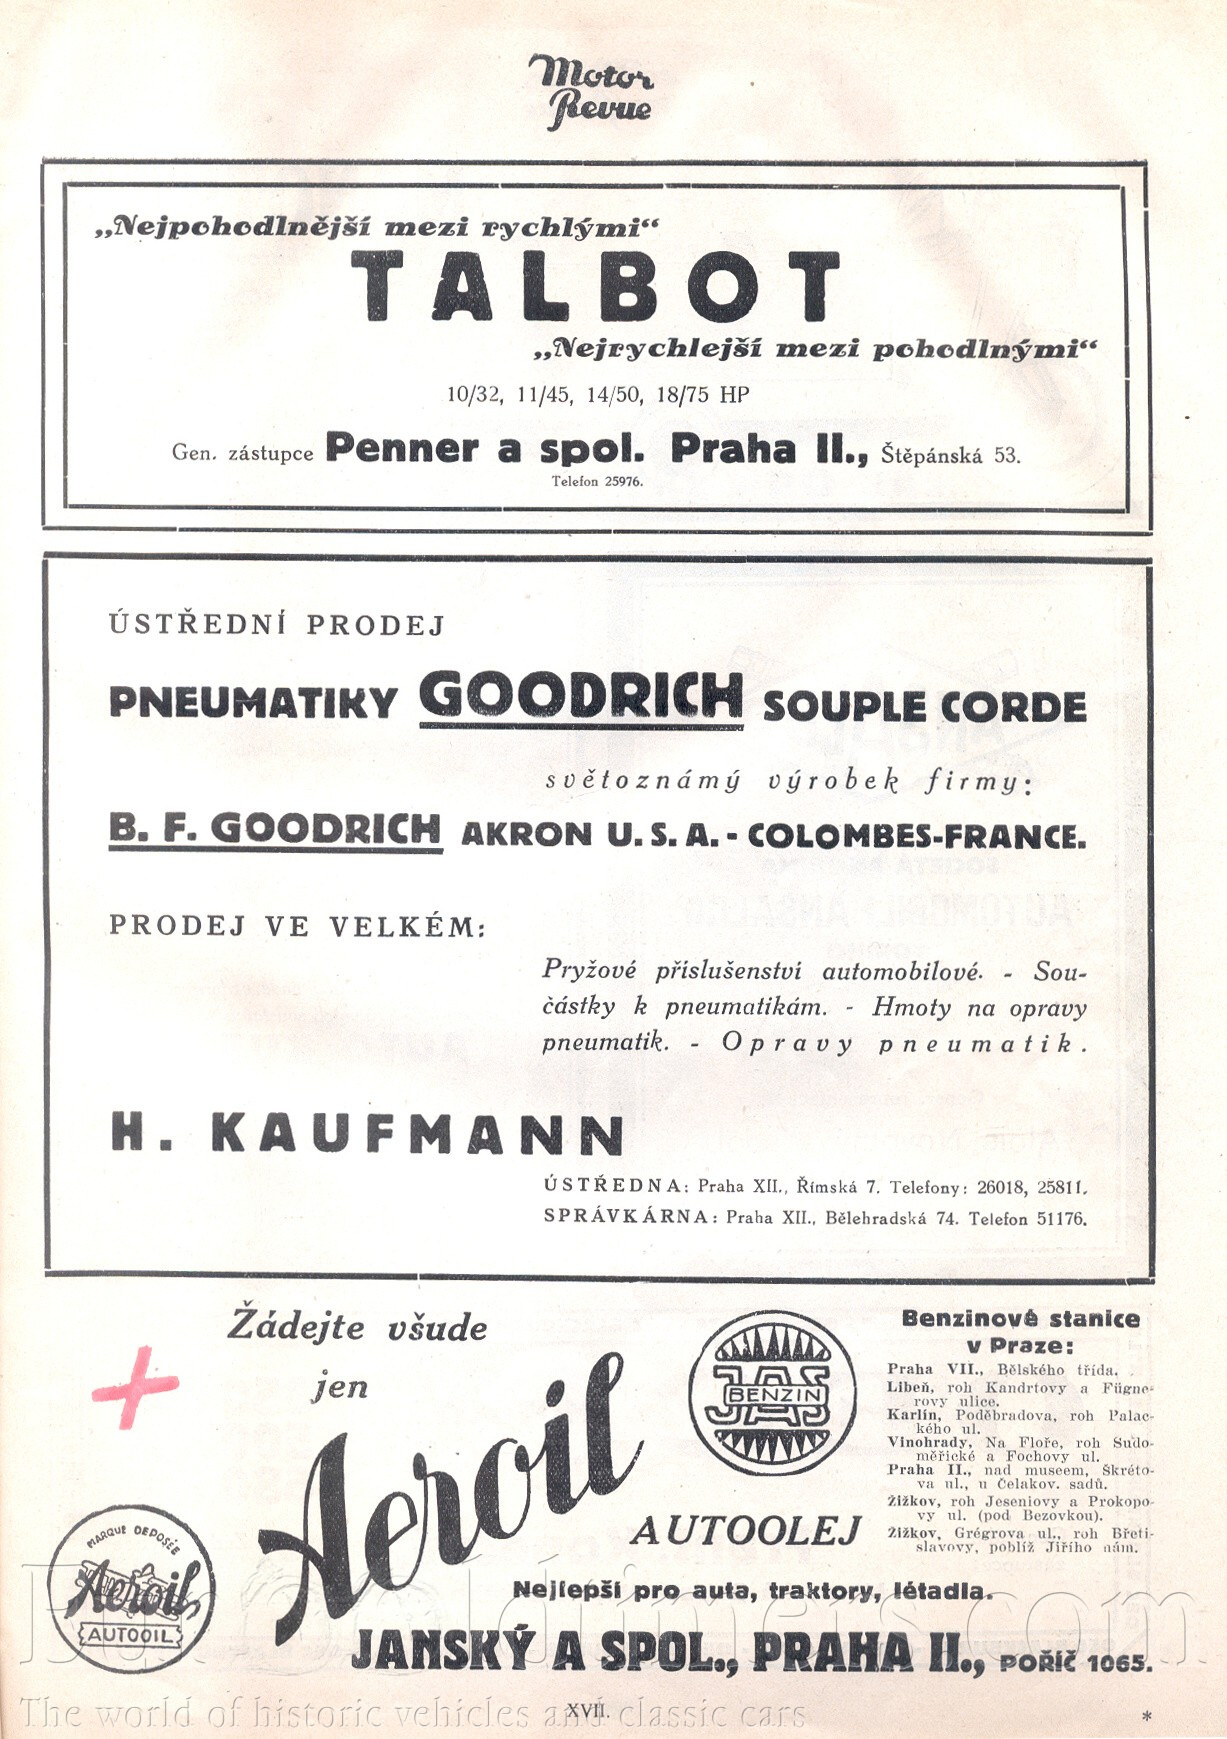 Motor
Revue
„Nejpohodlnější mezi rychlými“
TALBOT
„Nejrychlejší mezi pohodlnými“
10/32, 11/45, 14/50, 18/75 HP
Gen. zástupce Penner a spol. Praha II., Štěpánská 53.
Telefon 25976.
ÚSTŘEDNÍ PRODEJ
PNEUMATIKY GOODRICH SOUPLE CORDE
světoznámý výrobek firmy:
B. F. GOODRICH AKRON U. S. A. - COLOMBES-FRANCE.
PRODEJ VE VELKÉM:
Pryžové příslušenství automobilové. - Sou-
částky k pneumatikám. - Hmoty na opravy
pneumatik. - Opravy pneumatik.
H. KAUFMANN
ÚSTŘEDNA: Praha XII., Římská 7. Telefony: 26018, 25811.
SPRÁVKÁRNA: Praha XII., Bělehradská 74. Telefon 51176.
Žádejte všude
jen
Aeroil
AUTOOLEJ
JAS
BENZIN
Benzinové stanice
v Praze:
Praha VII., Bělského třída.
Libeň, roh Kandrtovy a Fügne-
rovy ulice.
Karlín, Poděbradova, roh Palac-
kého ul.
Vinohrady, Na Floře, roh Sudo-
měřické a Fochovy ul.
Praha II., nad museem, Škréto-
va ul., u Čelakov. sadů.
Žižkov, roh Jeseniovy a Prokopo-
vy ul. (pod Bezovkou).
Žižkov, Grégrova ul., roh Břeti-
slavovy, poblíž Jiřího nám.
MARQUE DEPOSÉE
Aeroil
AUTOOIL
Nejlepší pro auta, traktory, létadla.
JANSKÝ A SPOL., PRAHA II., POŘÍČ 1065.
XVII.
*
The world of historic vehicles and classic cars